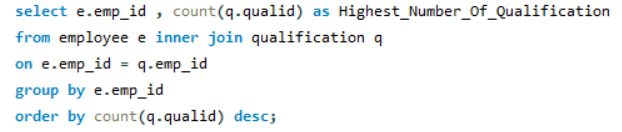 select e.emp_id , count(q.qualid) as Highest_Number_Of_Qualification
from employee e inner join qualification q
on e.emp_id = q.emp_id
group by e.emp_id
order by count(q.qualid) desc;